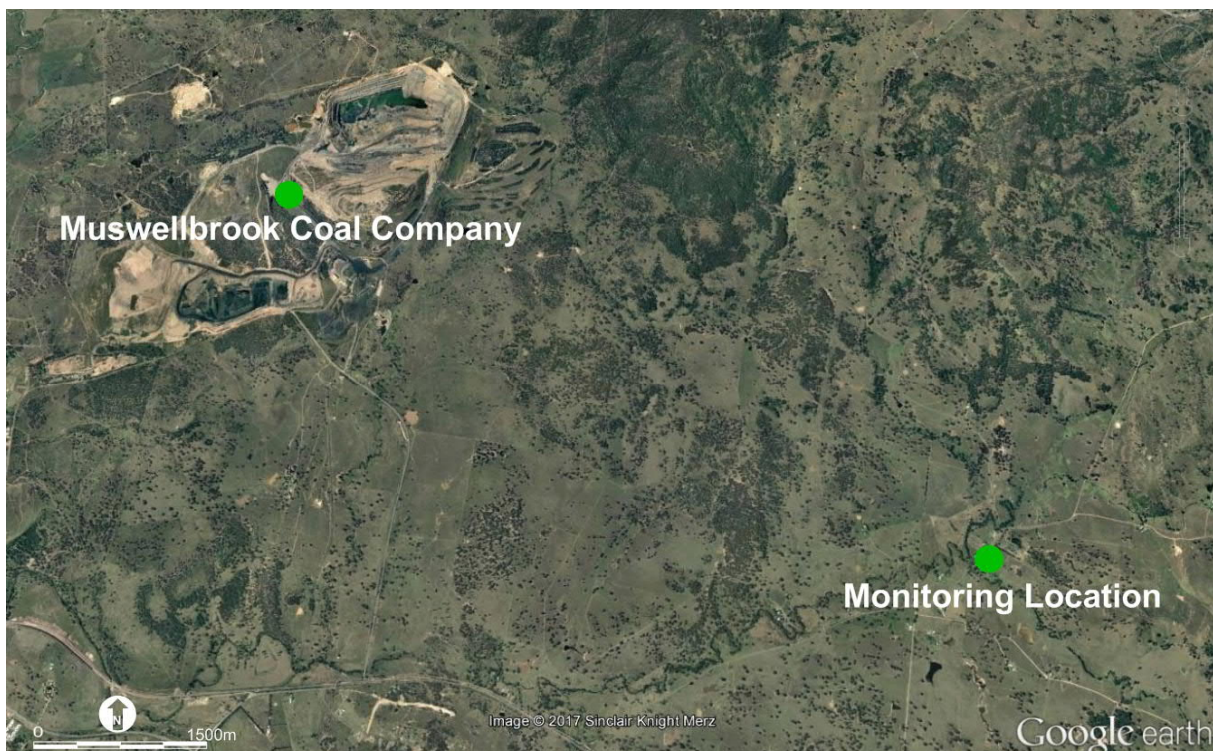 Muswellbrook Coal Company
Monitoring Location
N
0 1500m
Image © 2017 Sinclair Knight Merz
Google earth